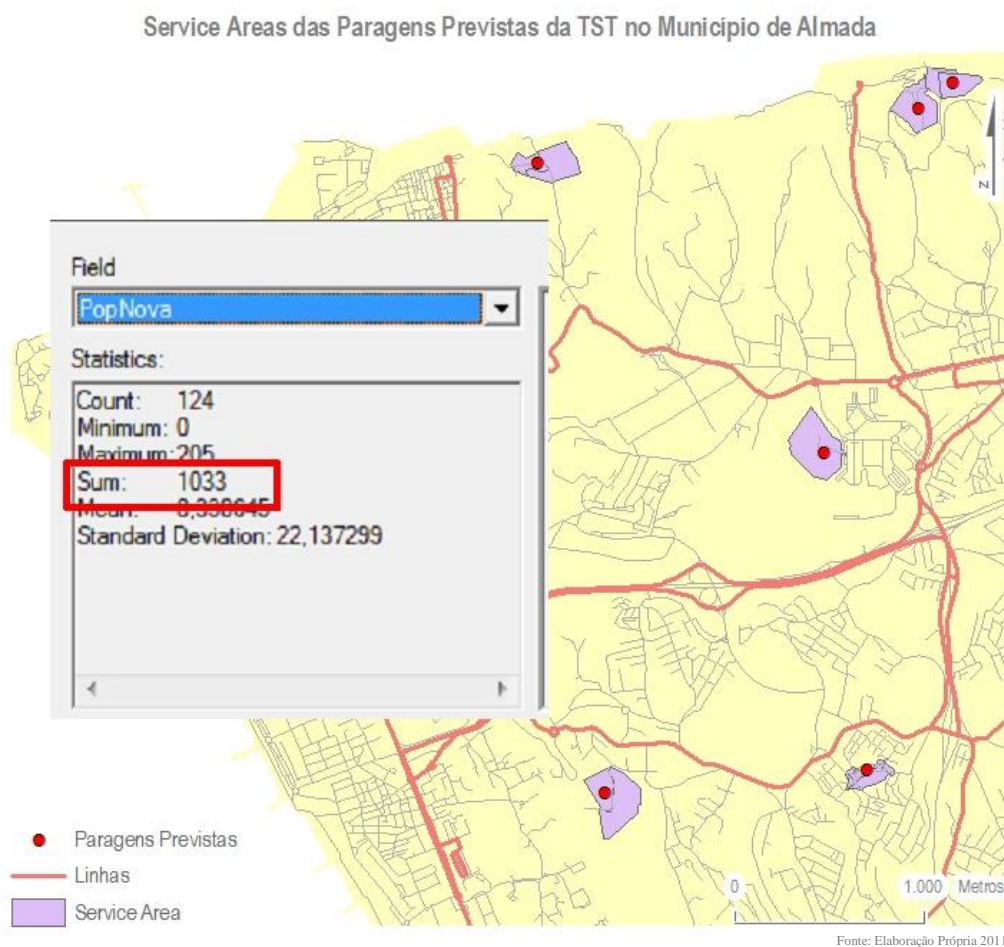 Service Areas das Paragens Previstas da TST no Município de Almada
N
Field
PopNova
Statistics:
Count: 124
Minimum: 0
Maximum: 205
Sum: 1033
Mean:
Standard Deviation: 22,137299
Paragens Previstas
Linhas
Service Area
0 1.000 Metros
Fonte: Elaboração Própria